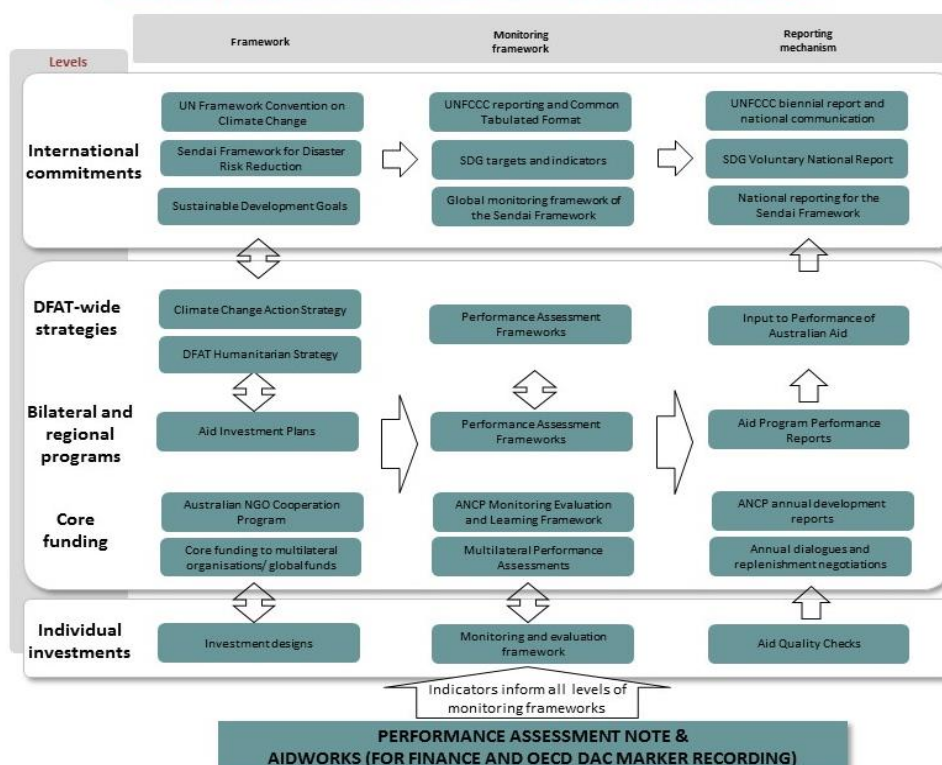 Framework
Monitoring
framework
Reporting
mechanism
Levels
International
commitments
UN Framework Convention on
Climate Change
Sendai Framework for Disaster
Risk Reduction
Sustainable Development Goals
UNFCCC reporting and Common
Tabulated Format
SDG targets and indicators
Global monitoring framework of
the Sendai Framework
UNFCCC biennial report and
national communication
SDG Voluntary National Report
National reporting for the
Sendai Framework
DFAT-wide
strategies
Climate Change Action Strategy
DFAT Humanitarian Strategy
Performance Assessment
Frameworks
Input to Performance of
Australian Aid
Bilateral and
regional
programs
Aid Investment Plans
Performance Assessment
Frameworks
Aid Program Performance
Reports
Core
funding
Australian NGO Cooperation
Program
Core funding to multilateral
organisations/ global funds
ANCP Monitoring Evaluation
and Learning Framework
Multilateral Performance
Assessments
ANCP annual development
reports
Annual dialogues and
replenishment negotiations
Individual
investments
Investment designs
Monitoring and evaluation
framework
Aid Quality Checks
Indicators inform all levels of
monitoring frameworks
PERFORMANCE ASSESSMENT NOTE &
AIDWORKS (FOR FINANCE AND OECD DAC MARKER RECORDING)